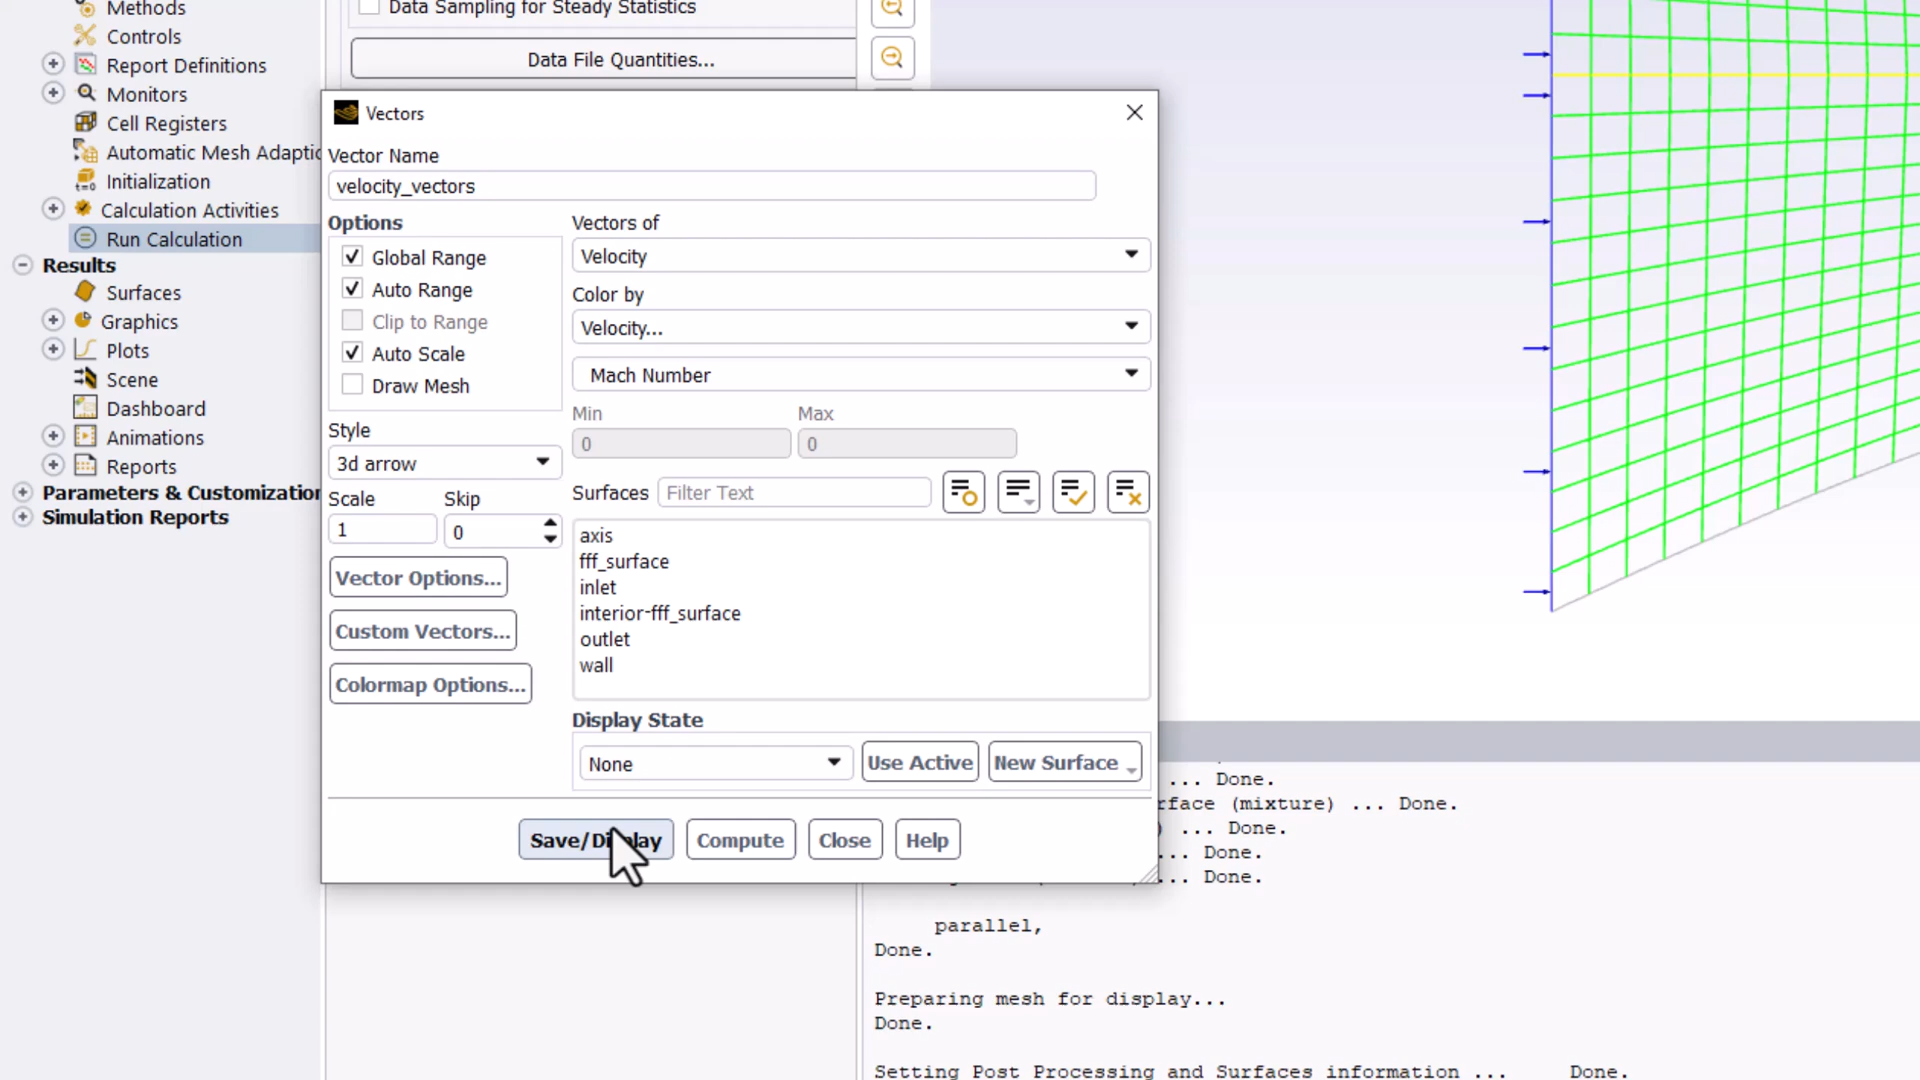 Methods
Controls
Report Definitions
Monitors
Cell Registers
Automatic Mesh Adaptio
Initialization
Calculation Activities
Run Calculation
Results
Surfaces
Graphics
Plots
Scene
Dashboard
Animations
Reports
Parameters & Customization
Simulation Reports
Data Sampling for Steady Statistics
Data File Quantities...
Vectors
Vector Name
velocity_vectors
Options
Global Range
Auto Range
Clip to Range
Auto Scale
Draw Mesh
Style
3d arrow
Scale
Skip
1
0
Vector Options...
Custom Vectors...
Colormap Options...
Vectors of
Velocity
Color by
Velocity...
Mach Number
Min
Max
0
0
Surfaces
Filter Text
axis
fff_surface
inlet
interior-fff_surface
outlet
wall
Display State
None
Use Active
New Surface
Save/Display
Compute
Close
Help
... Done.
rface (mixture) ... Done.
) ... Done.
... Done.
... Done.
parallel,
Done.
Preparing mesh for display...
Done.
Setting Post Processing and Surfaces information ... Done.